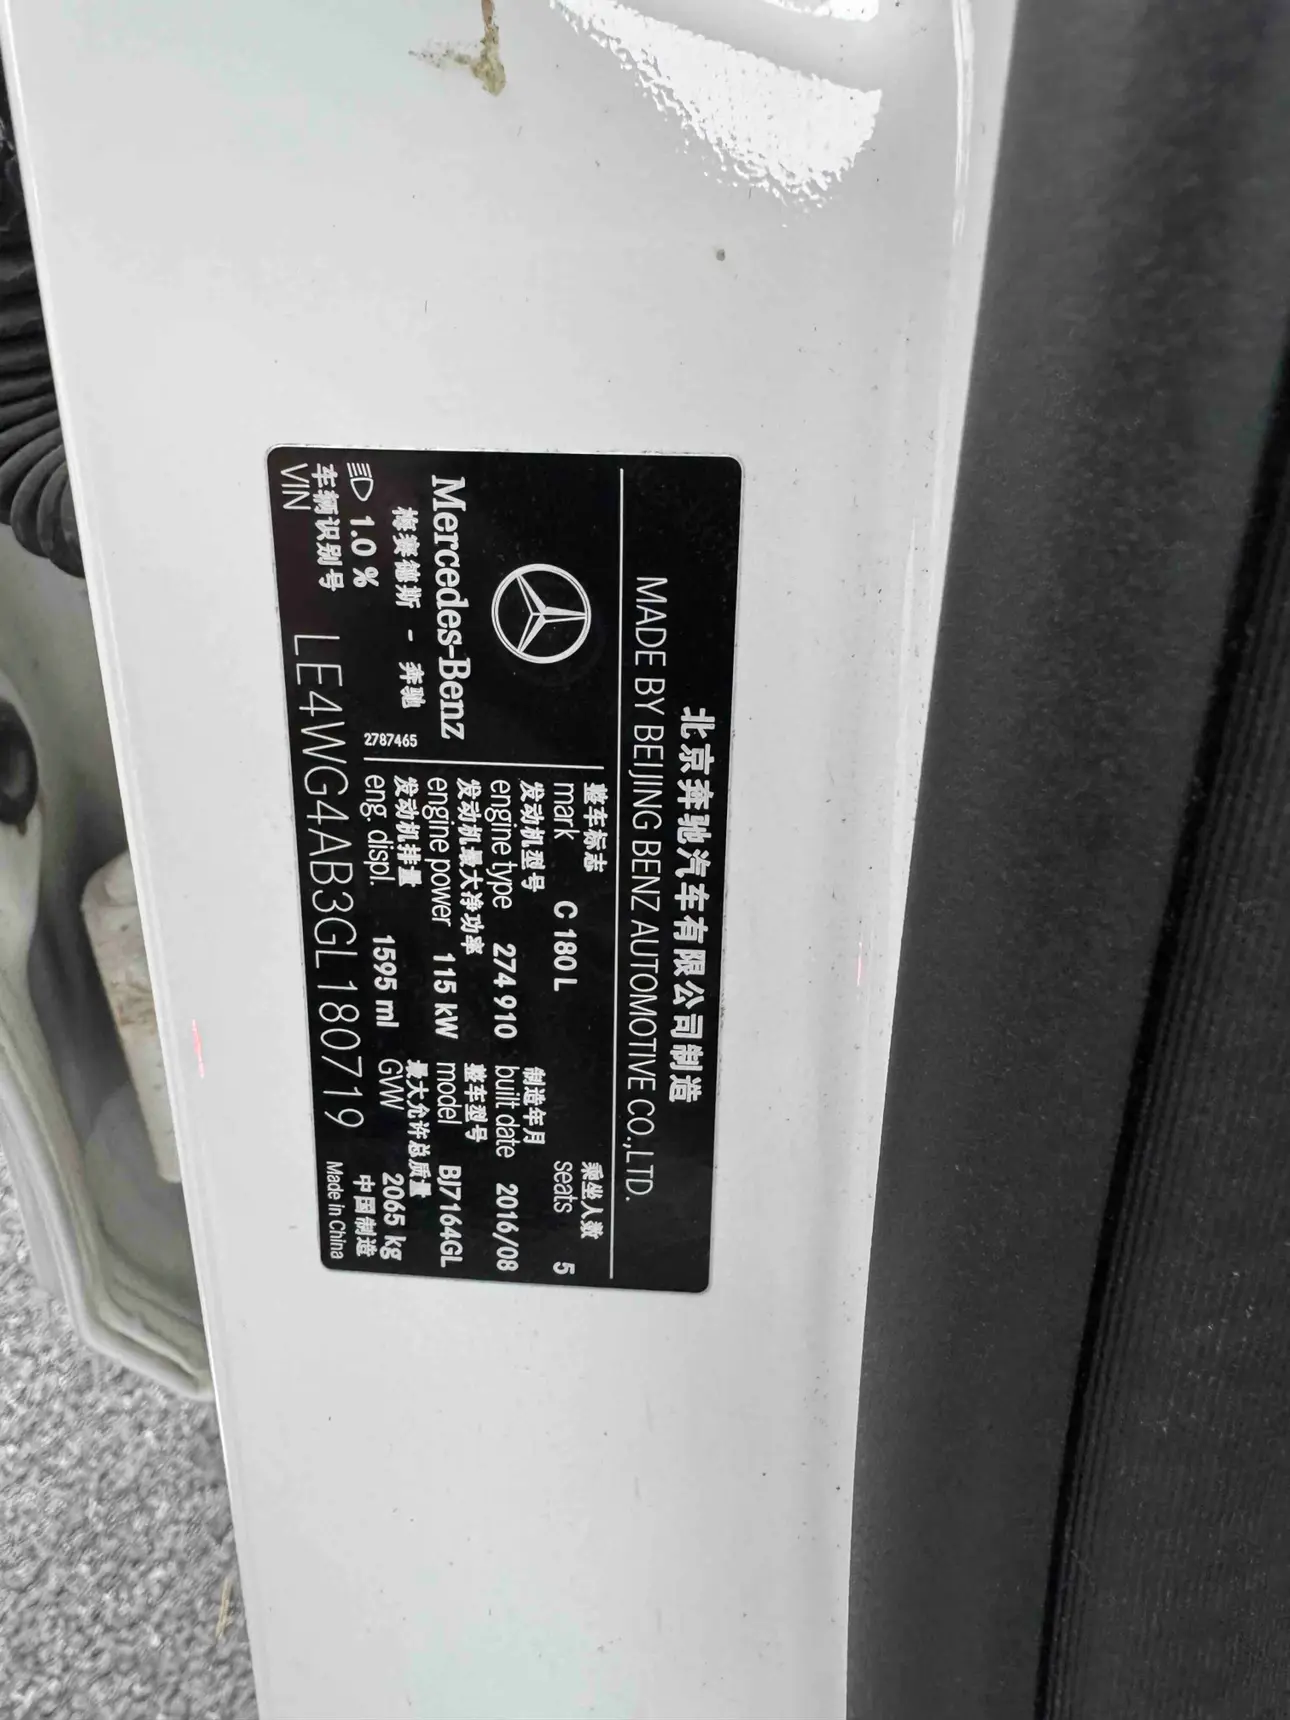 北京奔驰汽车有限公司制造
MADE BY BEIJING BENZ AUTOMOTIVE CO.,LTD.
Mercedes-Benz
梅赛德斯 - 奔驰
2787465
1.0 %
整车标志
mark C 180 L
乘坐人数
seats 5
发动机型号
engine type 274 910
制造年月
built date 2016/08
发动机最大净功率
engine power 115 kW
整车型号
model BJ7164GL
发动机排量
eng. displ. 1595 ml
最大允许总质量
GVW 2065 kg
车辆识别号
VIN LE4WG4AB3GL180719
中国制造
Made in China